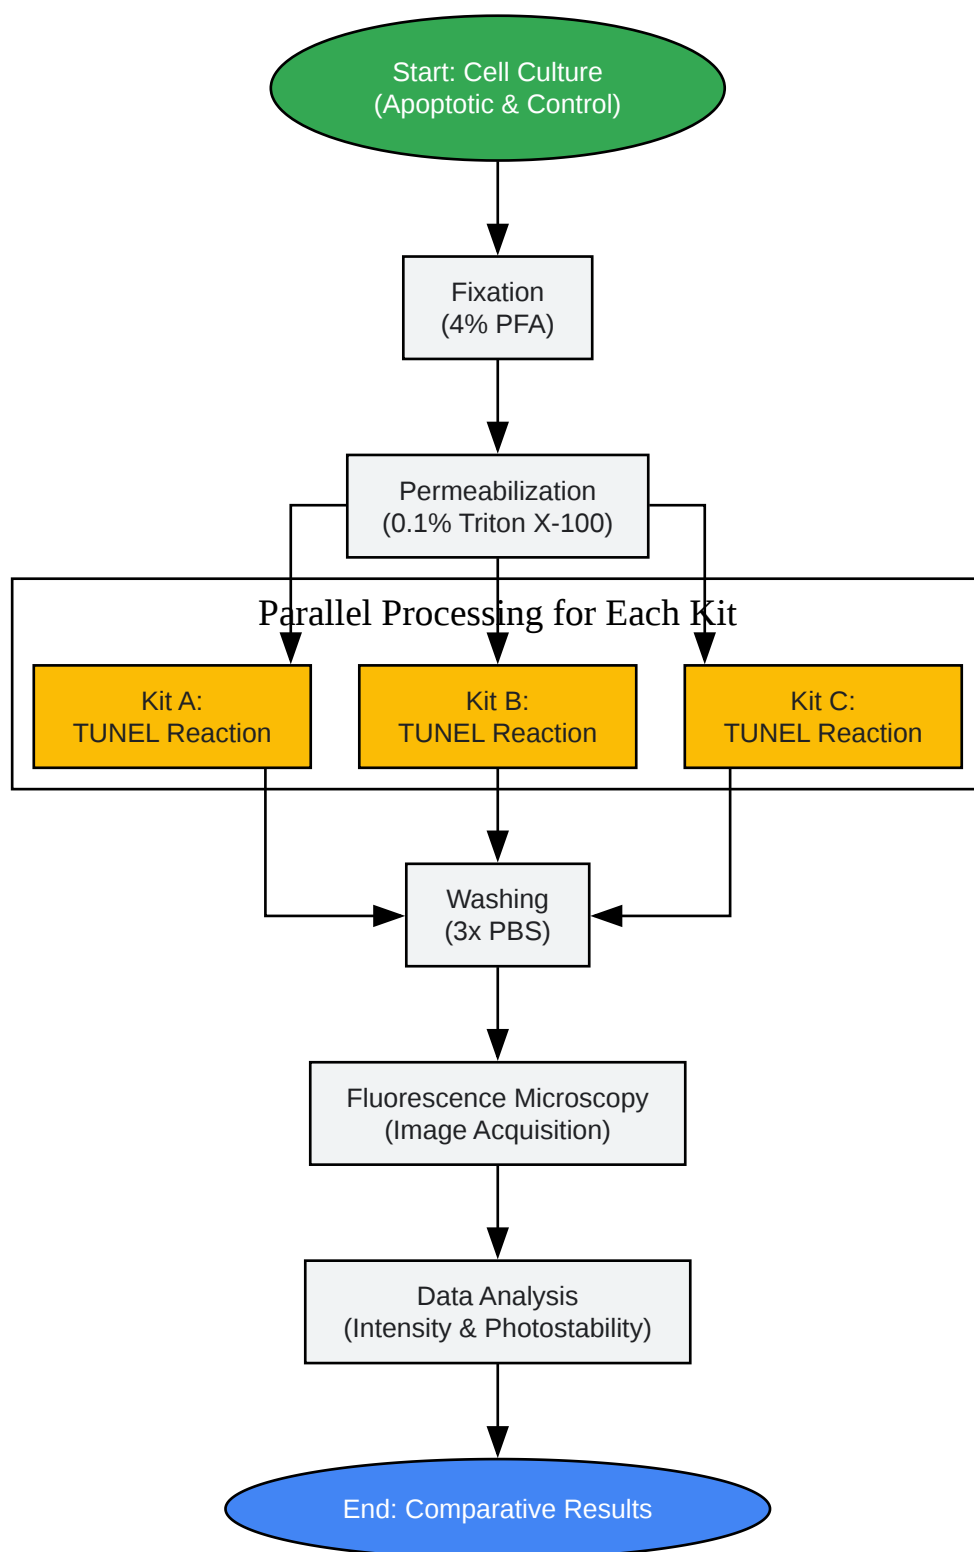 Start: Cell Culture
(Apoptotic & Control)
Fixation
(4% PFA)
Permeabilization
(0.1% Triton X-100)
Parallel Processing for Each Kit
Kit A:
TUNEL Reaction
Kit B:
TUNEL Reaction
Kit C:
TUNEL Reaction
Washing
(3x PBS)
Fluorescence Microscopy
(Image Acquisition)
Data Analysis
(Intensity & Photostability)
End: Comparative Results